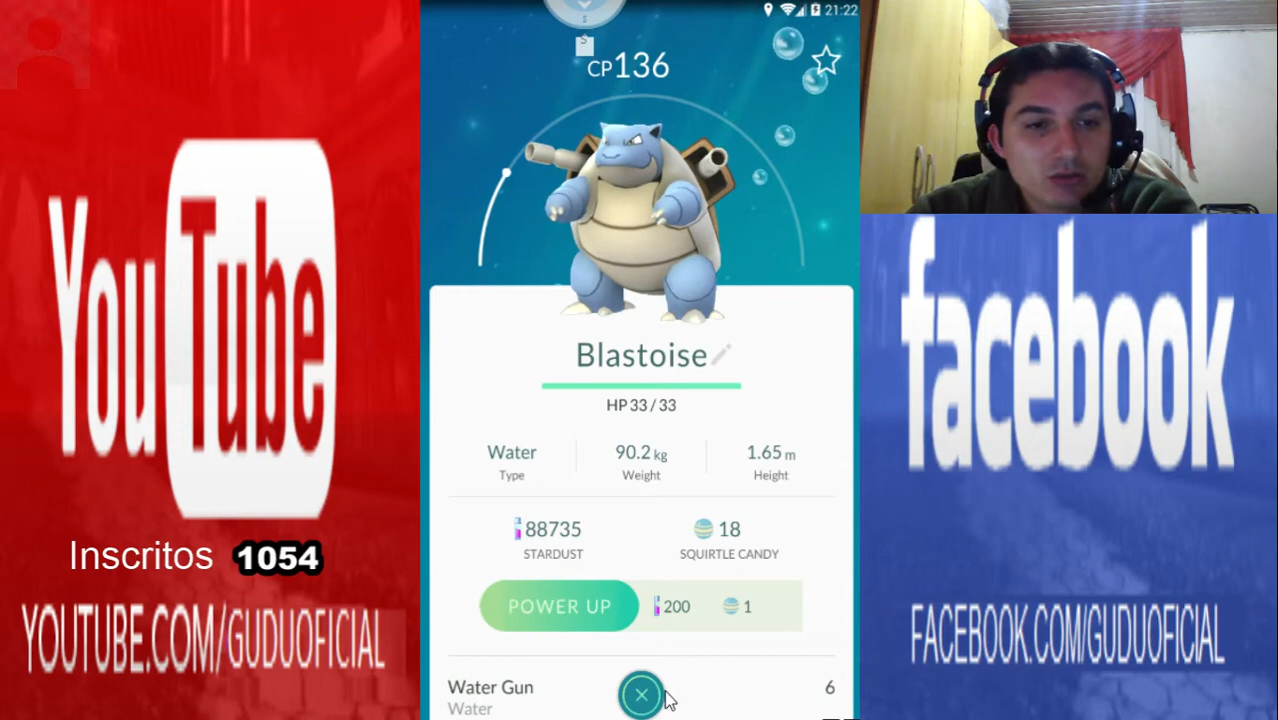 21:22
CP136
Blastoise
HP 33 / 33
Water
Type
90.2 kg
Weight
1.65 m
Height
88735
STARDUST
18
SQUIRTLE CANDY
POWER UP
200
1
Water Gun
6
Water
YouTube
Inscritos 1054
YOUTUBE.COM/GUDUOFICIAL
facebook
FACEBOOK.COM/GUDUOFICIAL